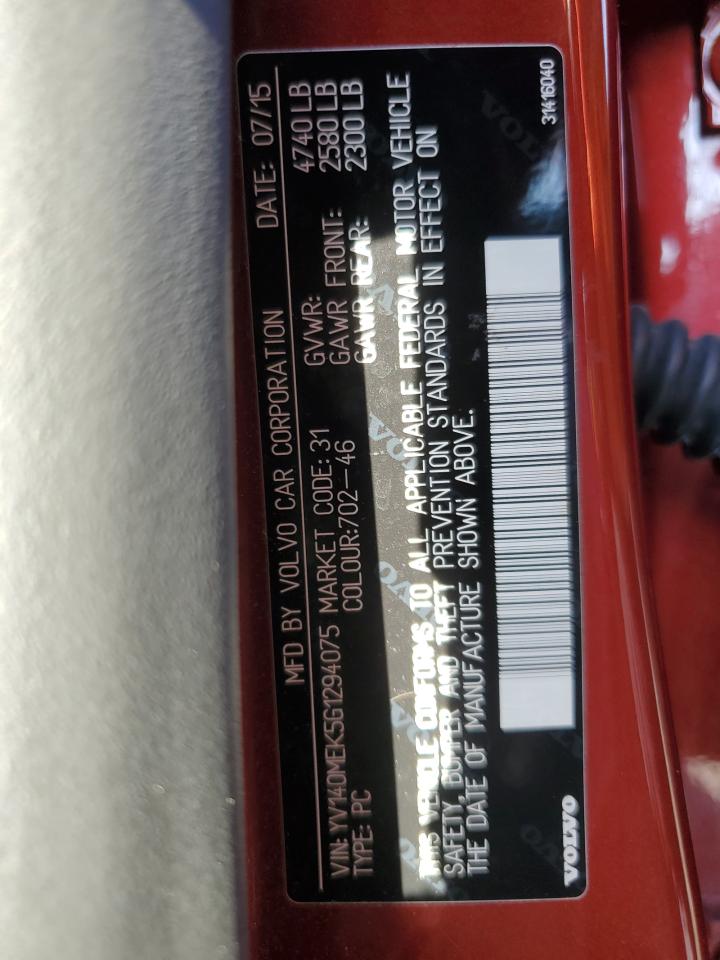 MFD BY VOLVO CAR CORPORATION DATE: 07/15
VIN: YV140MEK5G1294075 MARKET CODE: 31 GVWR: 4740 LB
TYPE: PC COLOUR:702-46 GAWR FRONT: 2580 LB
GAWR REAR: 2300 LB
THIS VEHICLE CONFORMS TO ALL APPLICABLE FEDERAL MOTOR VEHICLE
SAFETY, BUMPER AND THEFT PREVENTION STANDARDS IN EFFECT ON
THE DATE OF MANUFACTURE SHOWN ABOVE.
VOLVO 31416040